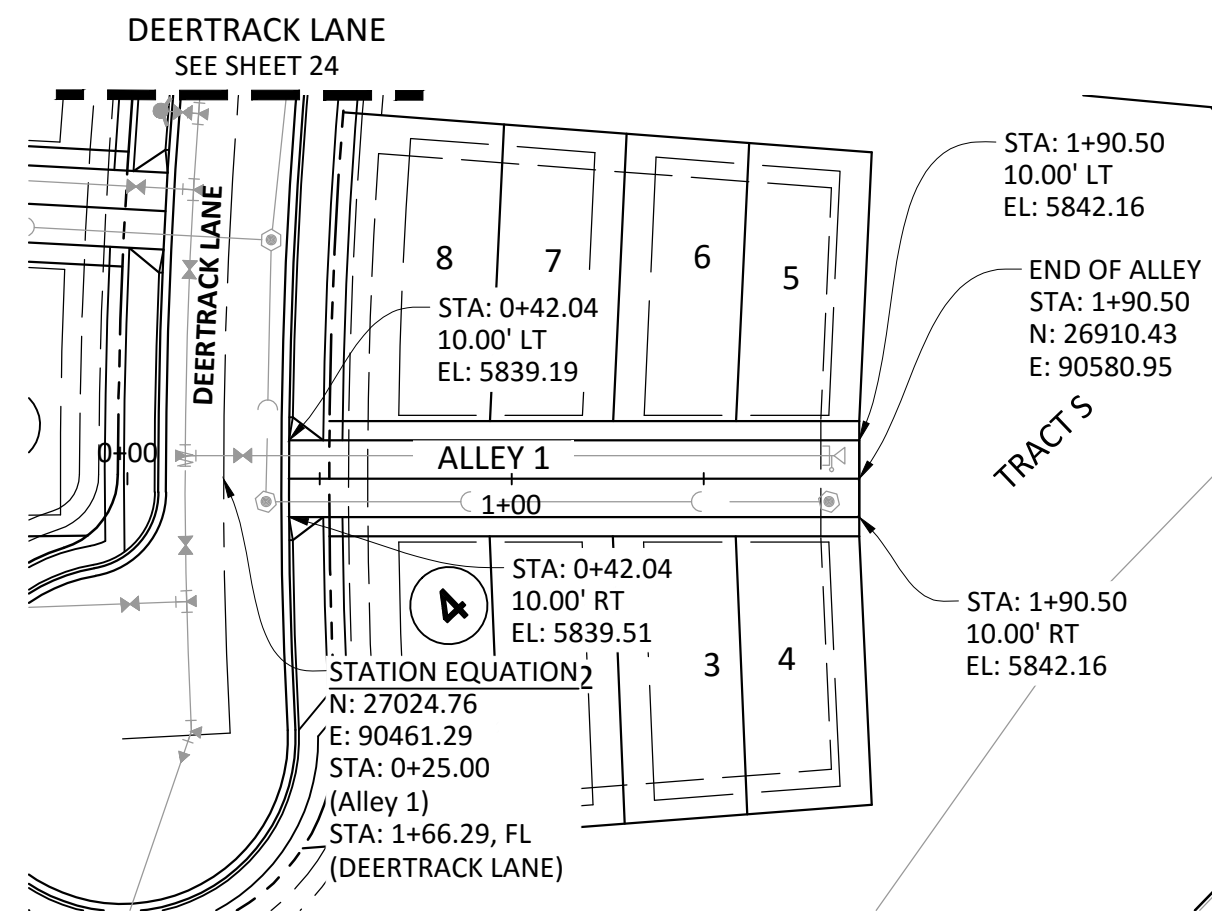 DEERTRACK LANE
SEE SHEET 24
DEERTRACK LANE
STA: 1+90.50
10.00' LT
EL: 5842.16
8
7
6
5
END OF ALLEY
STA: 1+90.50
N: 26910.43
E: 90580.95
STA: 0+42.04
10.00' LT
EL: 5839.19
TRACT S
0+00
ALLEY 1
1+00
STA: 0+42.04
10.00' RT
EL: 5839.51
4
STA: 1+90.50
10.00' RT
EL: 5842.16
2
3
4
STATION EQUATION
N: 27024.76
E: 90461.29
STA: 0+25.00
(Alley 1)
STA: 1+66.29, FL
(DEERTRACK LANE)